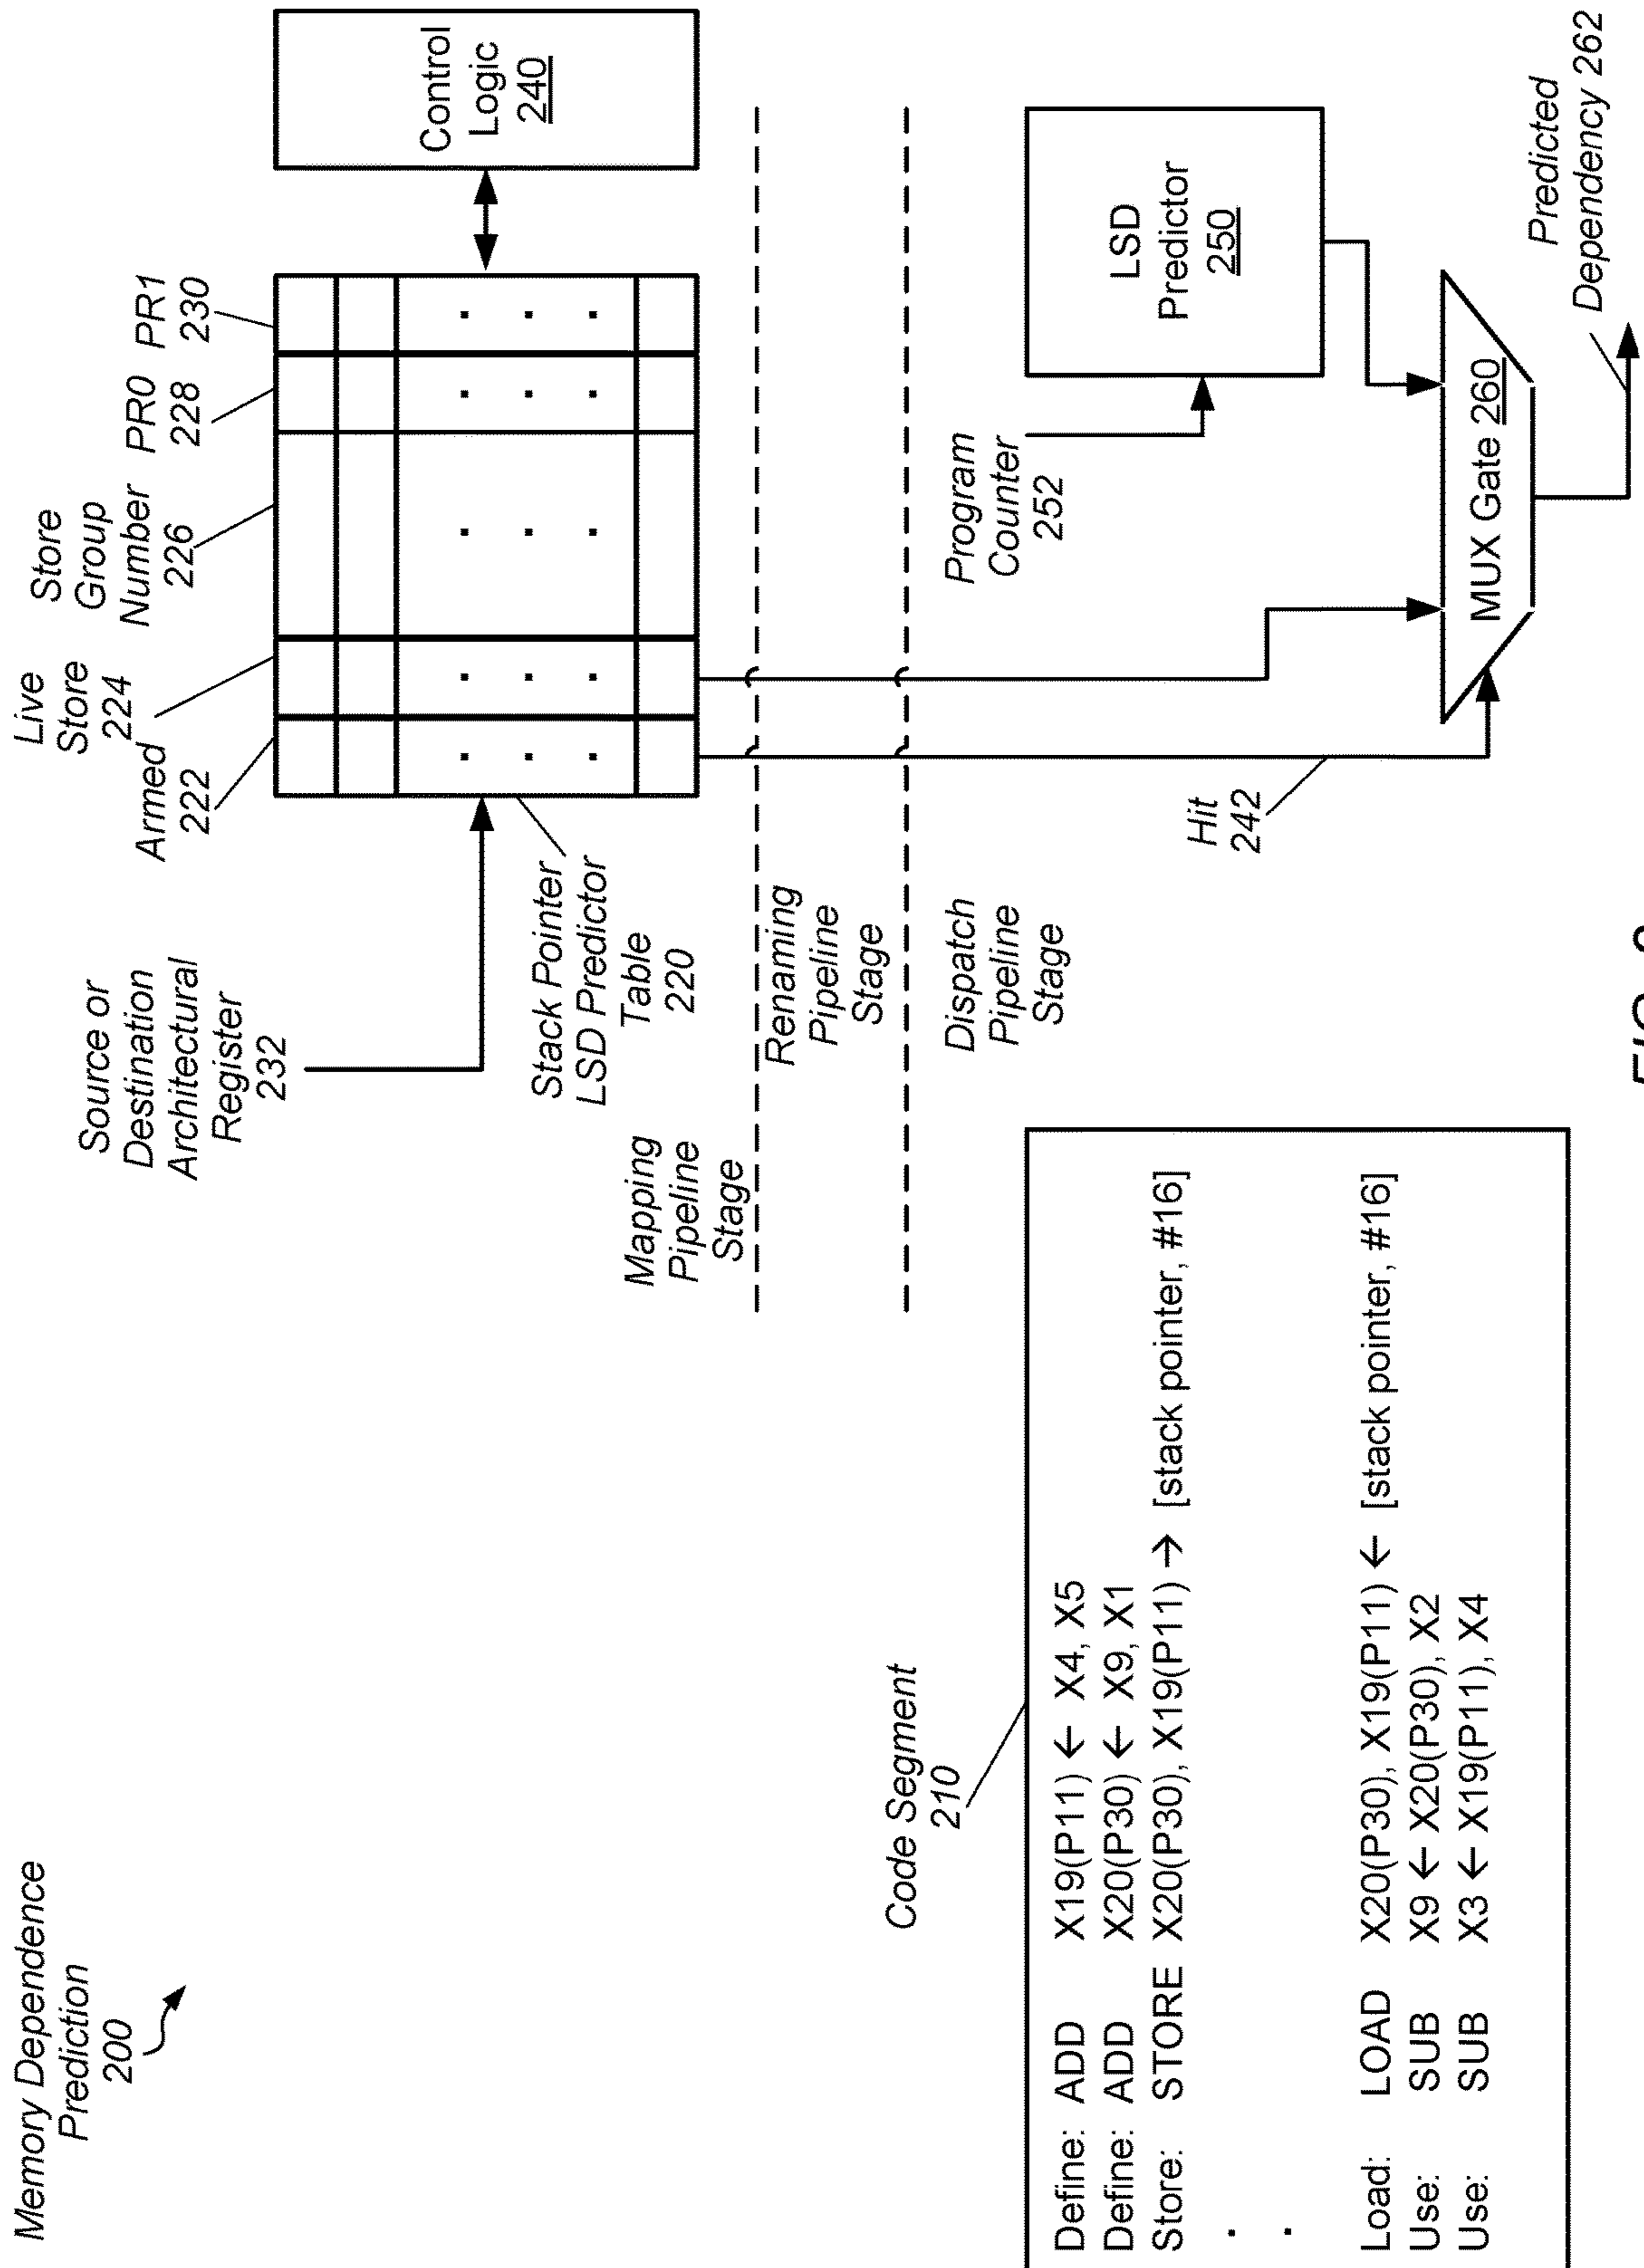 Memory Dependence
Prediction
200
Source or
Destination
Architectural
Register
232
Armed
222
Live
Store
224
Store
Group
Number
226
PR0
228
PR1
230
Control
Logic
240
Stack Pointer
LSD Predictor
Table
220
Mapping
Pipeline
Stage
Renaming
Pipeline
Stage
Dispatch
Pipeline
Stage
Program
Counter
252
LSD
Predictor
250
Hit
242
MUX Gate 260
Predicted
Dependency 262
Code Segment
210
Define: ADD X19(P11) ← X4, X5
Define: ADD X20(P30) ← X9, X1
Store: STORE X20(P30), X19(P11) → [stack pointer, #16]
.
.
Load: LOAD X20(P30), X19(P11) ← [stack pointer, #16]
Use: SUB X9 ← X20(P30), X2
Use: SUB X3 ← X19(P11), X4